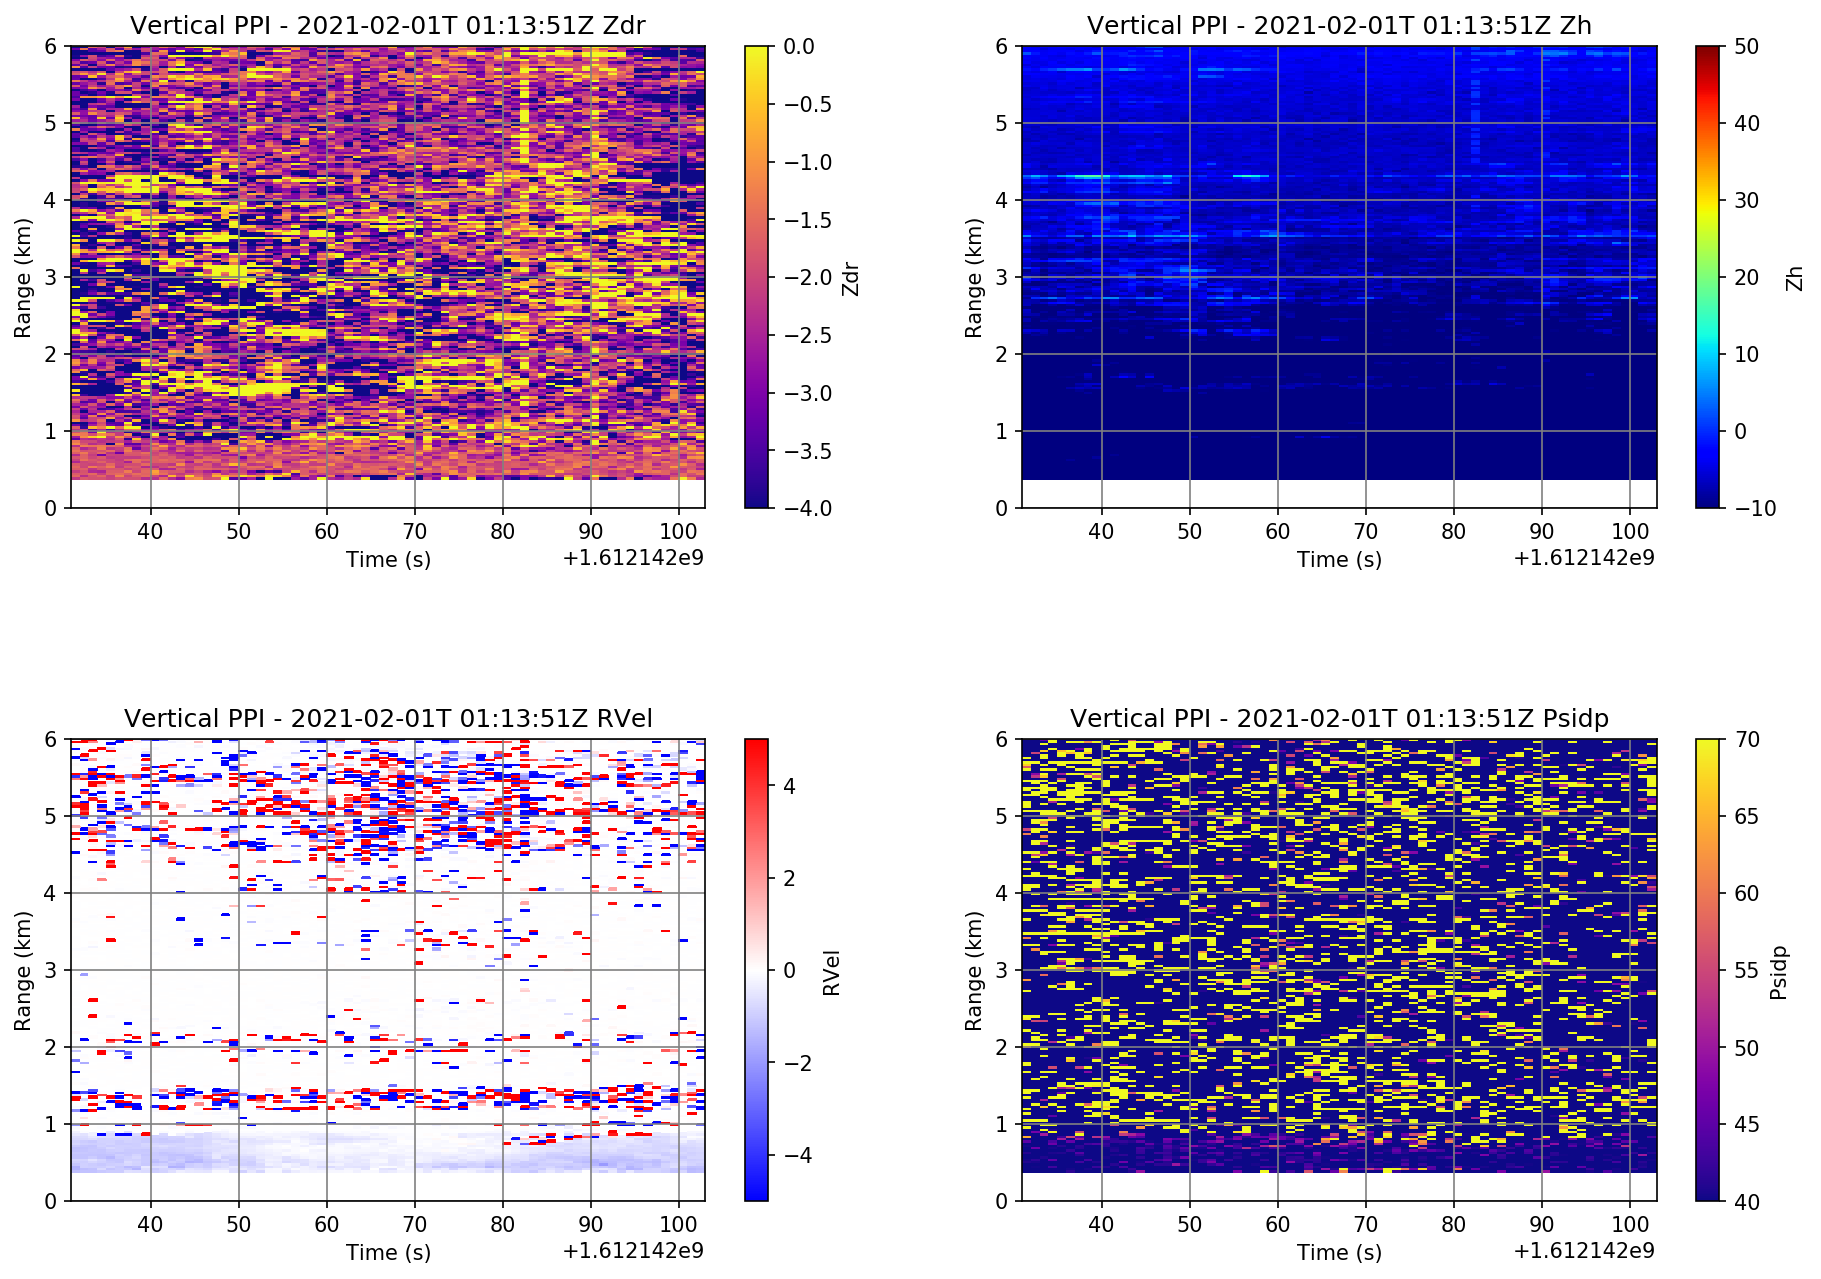 Vertical PPI - 2021-02-01T 01:13:51Z Zdr
6
5
4
3
2
1
0
Range (km)
40 50 60 70 80 90 100
Time (s)
+1.612142e9
0.0
−0.5
−1.0
−1.5
−2.0
−2.5
−3.0
−3.5
−4.0
Zdr
Vertical PPI - 2021-02-01T 01:13:51Z Zh
6
5
4
3
2
1
0
Range (km)
40 50 60 70 80 90 100
Time (s)
+1.612142e9
50
40
30
20
10
0
−10
Zh
Vertical PPI - 2021-02-01T 01:13:51Z RVel
6
5
4
3
2
1
0
Range (km)
40 50 60 70 80 90 100
Time (s)
+1.612142e9
4
2
0
−2
−4
RVel
Vertical PPI - 2021-02-01T 01:13:51Z Psidp
6
5
4
3
2
1
0
Range (km)
40 50 60 70 80 90 100
Time (s)
+1.612142e9
70
65
60
55
50
45
40
Psidp